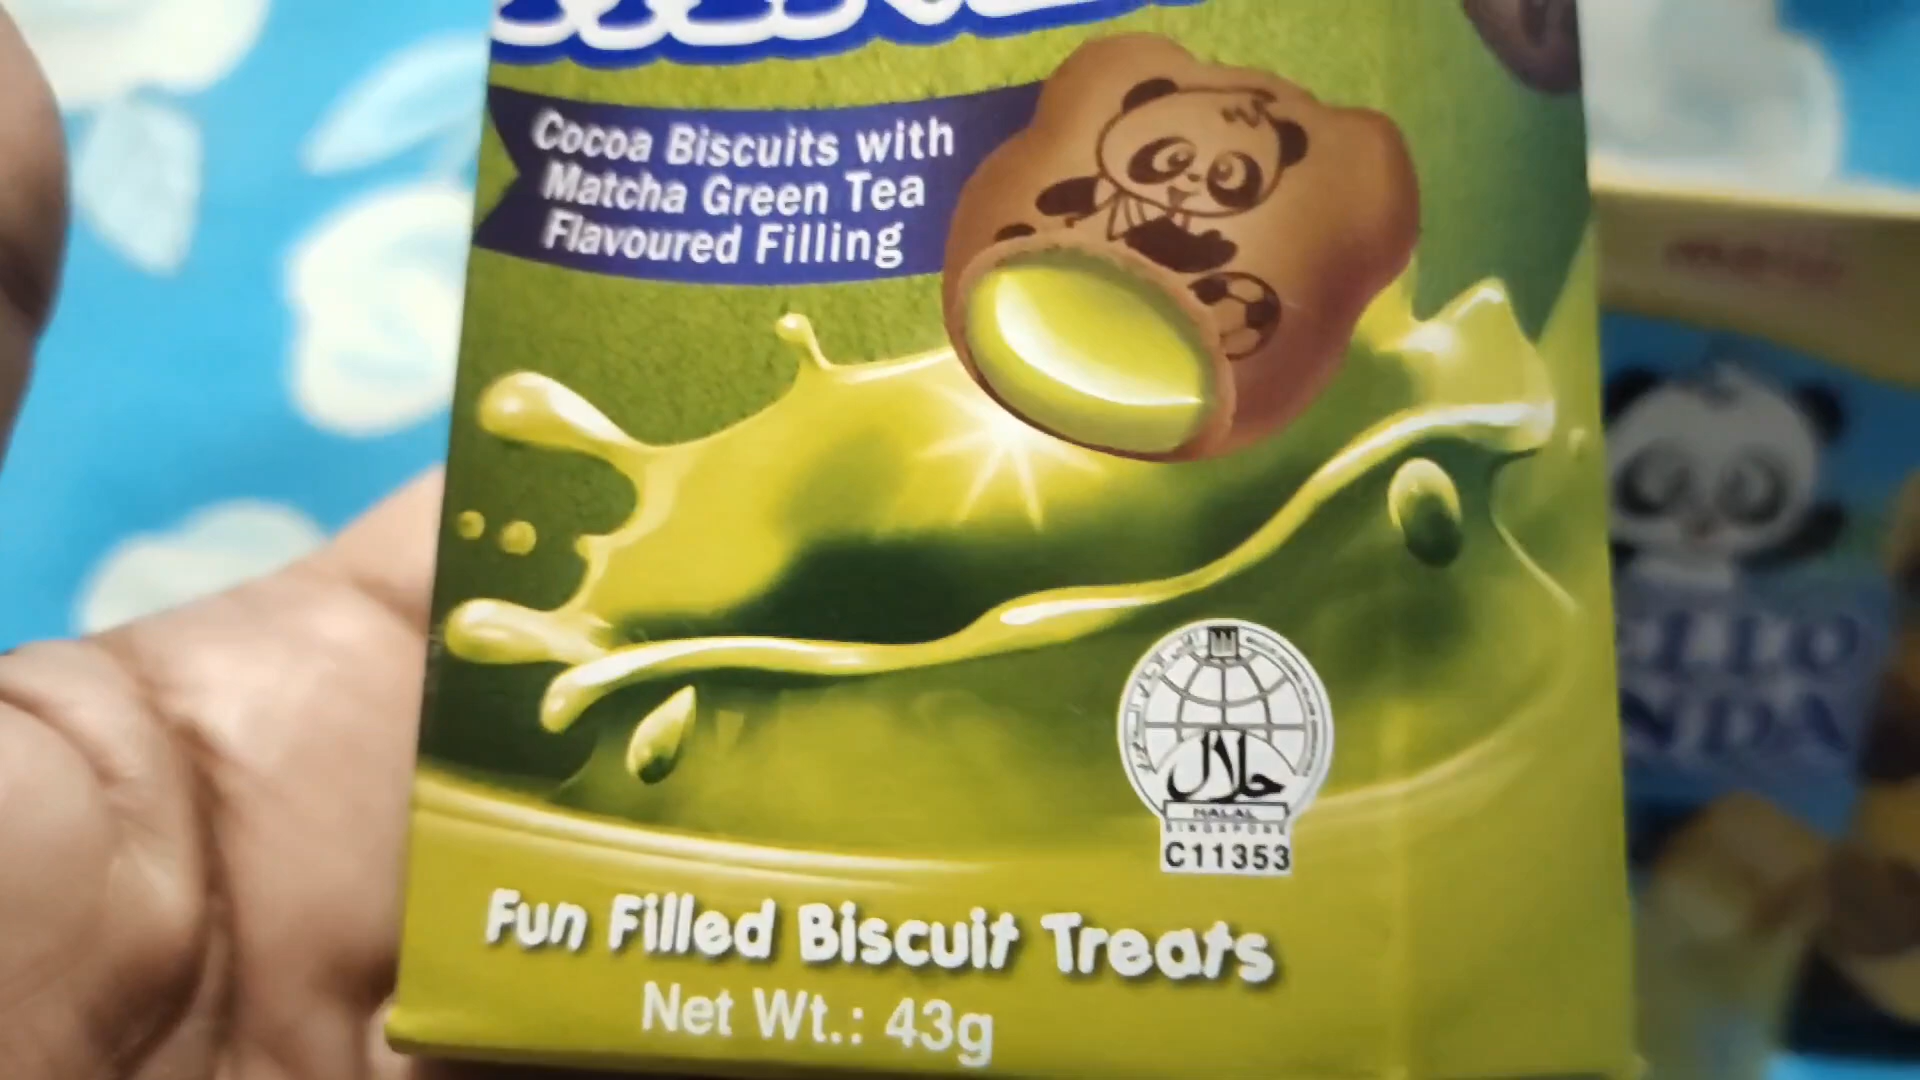 Cocoa Biscuits with
Matcha Green Tea
Flavoured Filling
حلال
HALAL
SINGAPORE
C11353
Fun Filled Biscuit Treats
Net Wt.: 43g